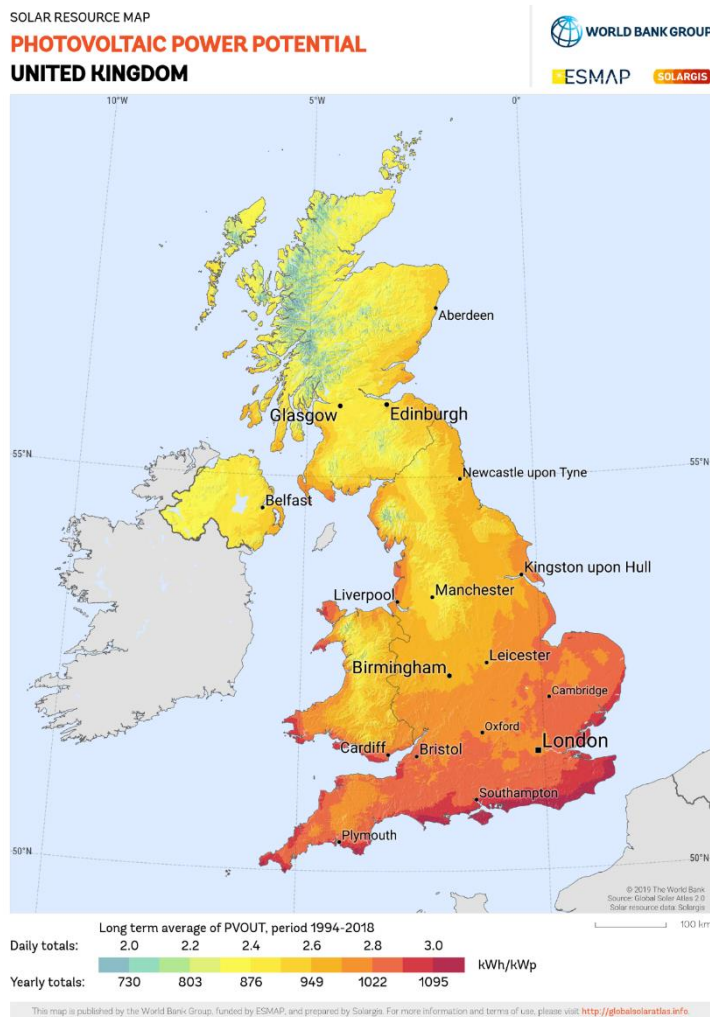 SOLAR RESOURCE MAP
PHOTOVOLTAIC POWER POTENTIAL
UNITED KINGDOM
WORLD BANK GROUP
ESMAP
SOLARGIS
10°W
5°W
0°
Aberdeen
Glasgow
Edinburgh
55°N
55°N
Newcastle upon Tyne
Belfast
Kingston upon Hull
Liverpool
Manchester
Leicester
Birmingham
Cambridge
Oxford
London
Cardiff
Bristol
Southampton
Plymouth
50°N
50°N
© 2019 The World Bank
Source: Global Solar Atlas 2.0
Solar resource data: Solargis
100 km
Long term average of PVOUT, period 1994-2018
Daily totals: 2.0 2.2 2.4 2.6 2.8 3.0
kWh/kWp
Yearly totals: 730 803 876 949 1022 1095
This map is published by the World Bank Group, funded by ESMAP, and prepared by Solargis. For more information and terms of use, please visit http://globalsolaratlas.info.